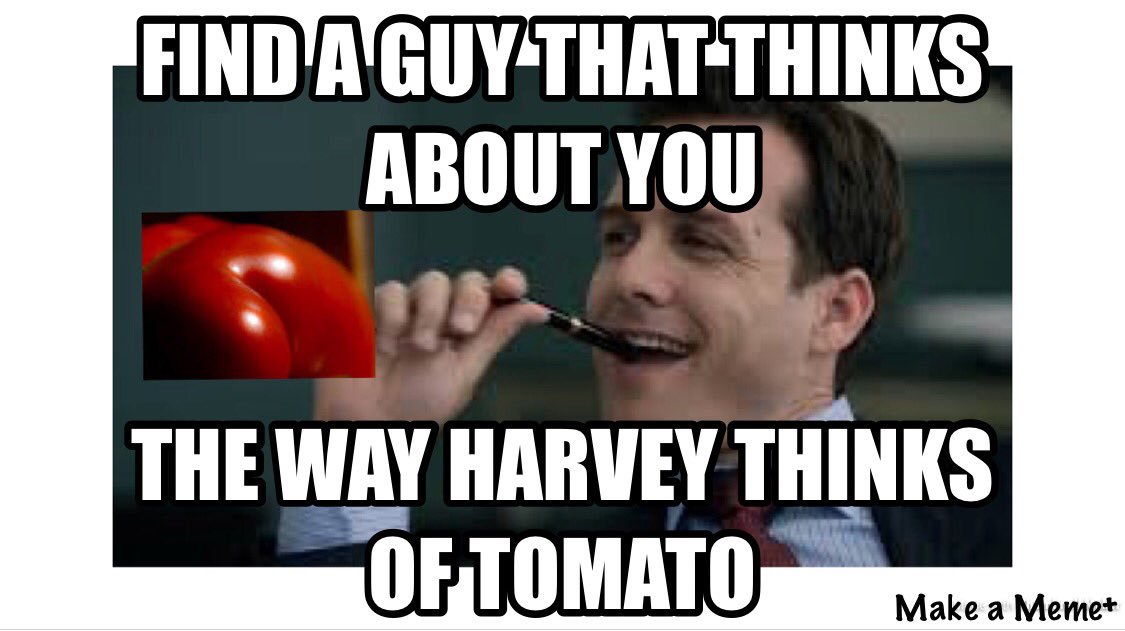 FIND A GUY THAT THINKS
ABOUT YOU
THE WAY HARVEY THINKS
OF TOMATO
Make a Meme+